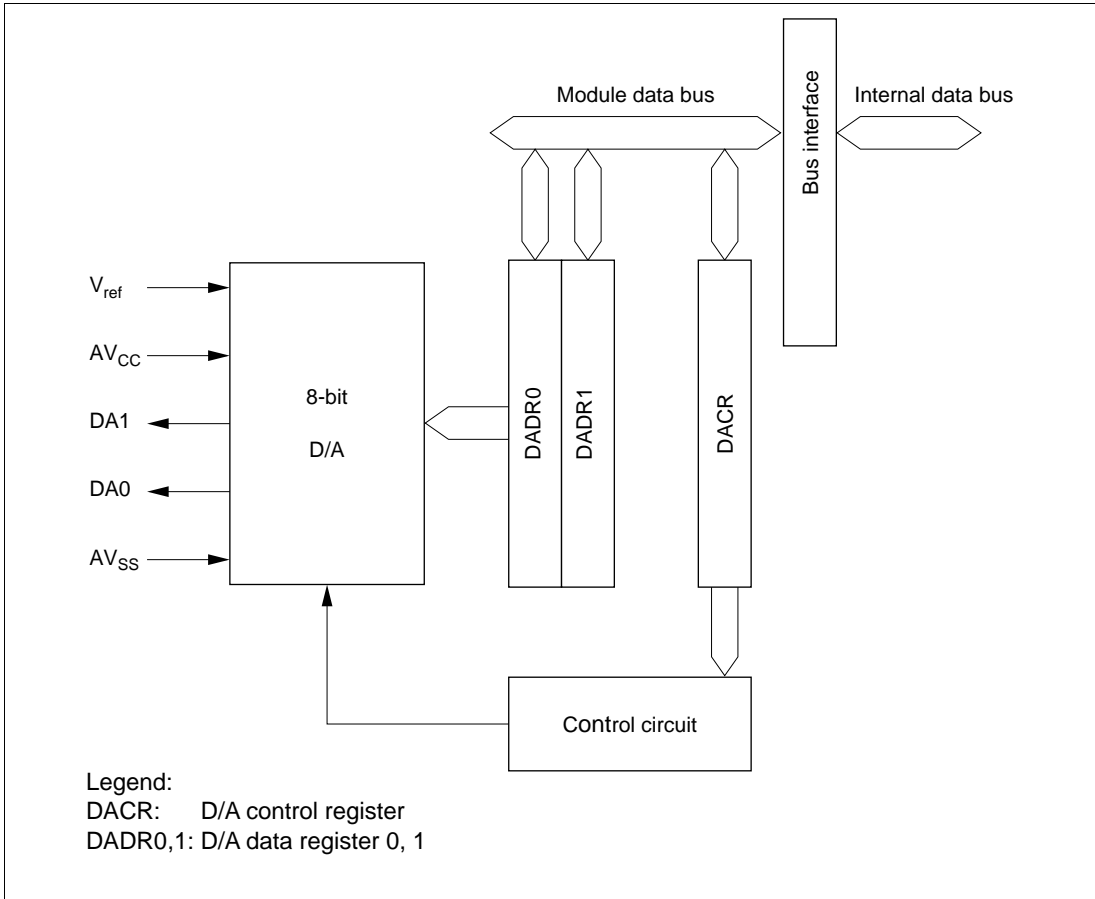 Module data bus
Internal data bus
Bus interface
Vref
AVCC
DA1
DA0
AVSS
8-bit
D/A
DADR0
DADR1
DACR
Control circuit
Legend:
DACR: D/A control register
DADR0,1: D/A data register 0, 1